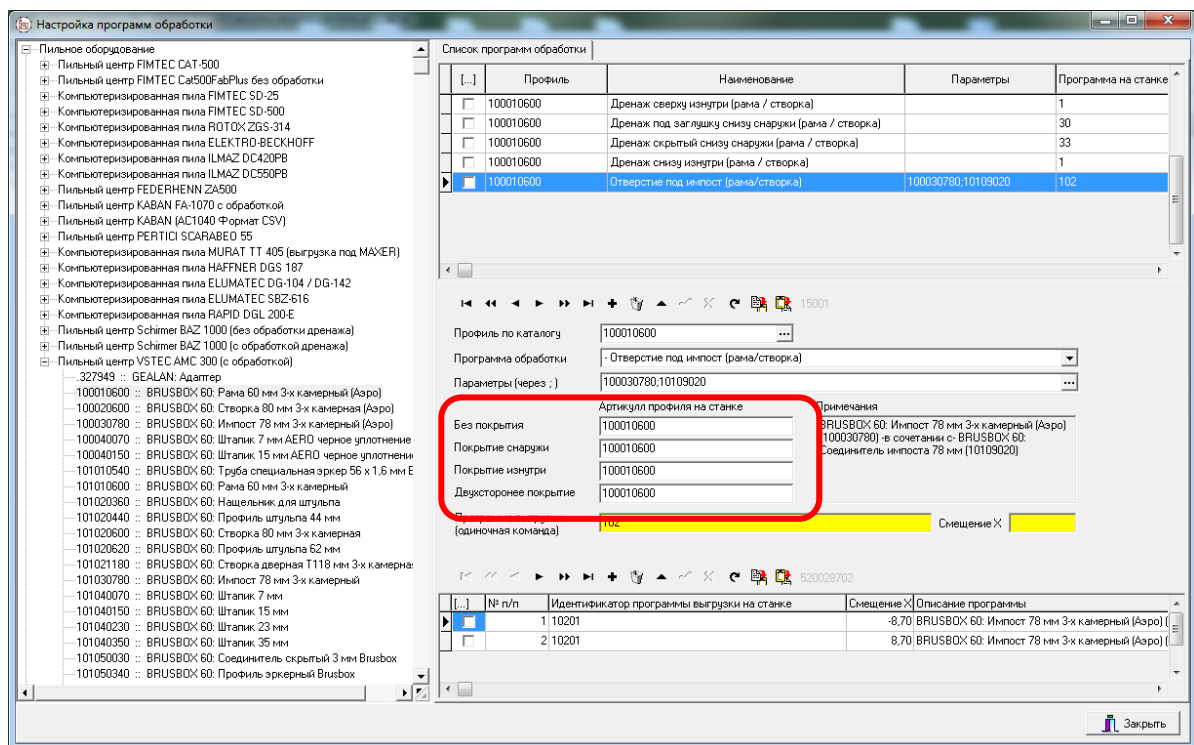 Настройка программ обработки
Пильное оборудование
Пильный центр FIMTEC CAT-500
Пильный центр FIMTEC Cat500FabPlus без обработки
Компьютеризированная пила FIMTEC SD-25
Компьютеризированная пила FIMTEC SD-500
Компьютеризированная пила ROTOX ZGS-314
Компьютеризированная пила ELEKTRO-BECKHOFF
Компьютеризированная пила ILMAZ DC420PB
Компьютеризированная пила ILMAZ DC550PB
Пильный центр FEDERHENN ZA500
Пильный центр KABAN FA-1070 с обработкой
Пильный центр KABAN (AC1040 Формат CSV)
Пильный центр PERTICI SCARABEO 55
Компьютеризированная пила MURAT TT 405 (выгрузка под MAXER)
Компьютеризированная пила HAFFNER DGS 187
Компьютеризированная пила ELUMATEC DG-104 / DG-142
Компьютеризированная пила ELUMATEC SBZ-616
Компьютеризированная пила RAPID DGL 200-E
Пильный центр Schirmer BAZ 1000 (без обработки дренажа)
Пильный центр Schirmer BAZ 1000 (с обработкой дренажа)
Пильный центр VSTEC AMC 300 (с обработкой)
.327949 :: GEALAN: Адаптер
100010600 :: BRUSBOX 60: Рама 60 мм 3-х камерный (Аэро)
100020600 :: BRUSBOX 60: Створка 80 мм 3-х камерная (Аэро)
100030780 :: BRUSBOX 60: Импост 78 мм 3-х камерный (Аэро)
100040070 :: BRUSBOX 60: Штапик 7 мм AERO черное уплотнение
100040150 :: BRUSBOX 60: Штапик 15 мм AERO черное уплотнени
101010540 :: BRUSBOX 60: Труба специальная эркер 56 x 1,6 мм E
101010600 :: BRUSBOX 60: Рама 60 мм 3-х камерный
101020360 :: BRUSBOX 60: Нащельник для штульпа
101020440 :: BRUSBOX 60: Профиль штульпа 44 мм
101020600 :: BRUSBOX 60: Створка 80 мм 3-х камерная
101020620 :: BRUSBOX 60: Профиль штульпа 62 мм
101021180 :: BRUSBOX 60: Створка дверная Т118 мм 3-х камерна
101030780 :: BRUSBOX 60: Импост 78 мм 3-х камерный
101040070 :: BRUSBOX 60: Штапик 7 мм
101040150 :: BRUSBOX 60: Штапик 15 мм
101040230 :: BRUSBOX 60: Штапик 23 мм
101040350 :: BRUSBOX 60: Штапик 35 мм
101050030 :: BRUSBOX 60: Соединитель скрытый 3 мм Brusbox
101050340 :: BRUSBOX 60: Профиль эркерный Brusbox
Список программ обработки
[...] Профиль Наименование Параметры Программа на станке
100010600 Дренаж сверху изнутри (рама / створка) 1
100010600 Дренаж под заглушку снизу снаружи (рама / створка) 30
100010600 Дренаж скрытый снизу снаружи (рама / створка) 33
100010600 Дренаж снизу изнутри (рама / створка) 1
100010600 Отверстие под импост (рама/створка) 100030780;10109020 102
15001
Профиль по каталогу 100010600 ...
Программа обработки - Отверстие под импост (рама/створка)
Параметры (через ; ) 100030780;10109020 ...
Артикулл профиля на станке Примечания
Без покрытия 100010600
Покрытие снаружи 100010600
Покрытие изнутри 100010600
Двухсторонее покрытие 100010600
BRUSBOX 60: Импост 78 мм 3-х камерный (Аэро)
(100030780) -в сочетании с- BRUSBOX 60:
Соединитель импоста 78 мм (10109020)
(одиночная команда) 102 Смещение X
520028702
[...] № п/п Идентификатор программы выгрузки на станке Смещение X Описание программы
1 10201 -8,70 BRUSBOX 60: Импост 78 мм 3-х камерный (Аэро) (
2 10201 8,70 BRUSBOX 60: Импост 78 мм 3-х камерный (Аэро) (
Закрыть